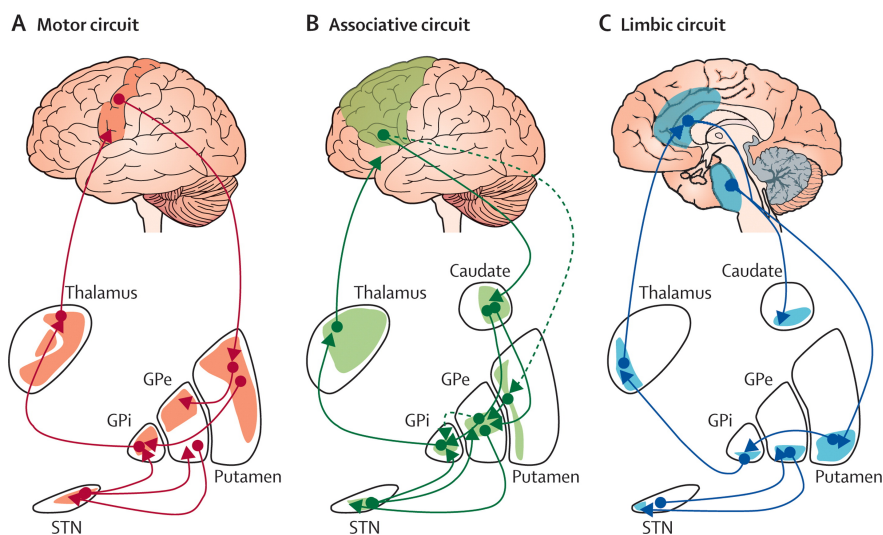 A Motor circuit
B Associative circuit
C Limbic circuit
Thalamus
GPe
GPi
Putamen
STN
Caudate
Thalamus
GPe
GPi
STN
Caudate
Thalamus
GPe
GPi
Putamen
STN